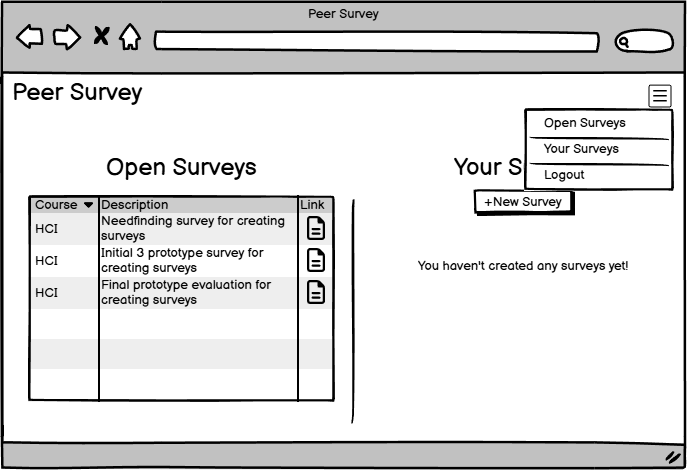 Peer Survey
Peer Survey
Open Surveys
Your Surveys
Logout
Open Surveys
Your S
+New Survey
Course Description Link
HCI Needfinding survey for creating
surveys
HCI Initial 3 prototype survey for
creating surveys
HCI Final prototype evaluation for
creating surveys
You haven't created any surveys yet!